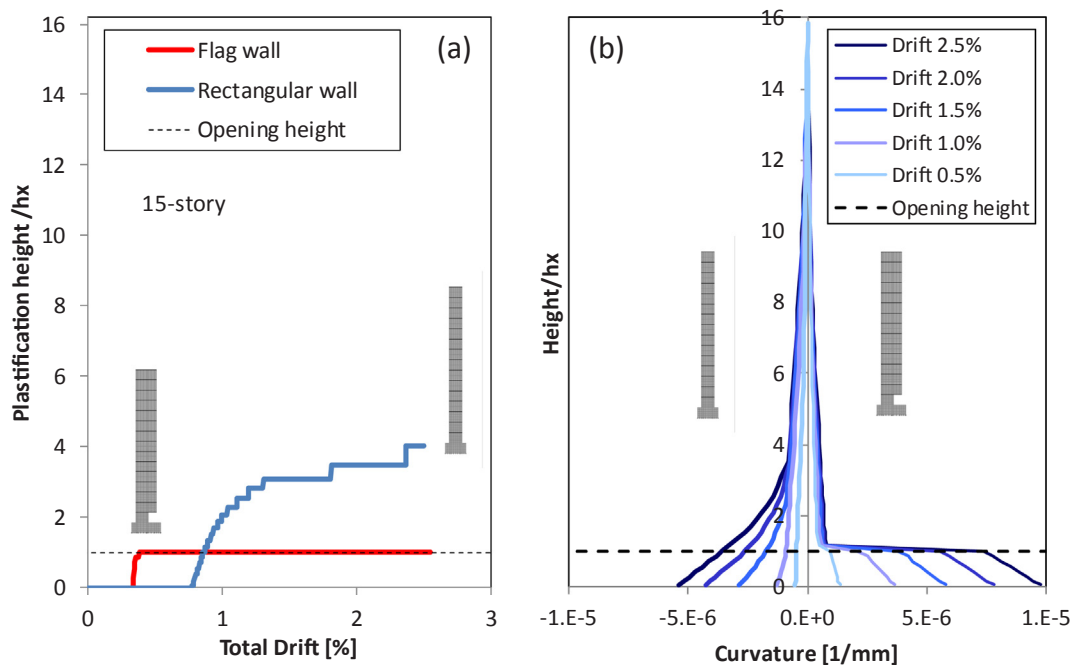 (a)
Flag wall
Rectangular wall
Opening height
15-story
Plastification height /hx
16
14
12
10
8
6
4
2
0
0
1
2
3
Total Drift [%]
(b)
Drift 2.5%
Drift 2.0%
Drift 1.5%
Drift 1.0%
Drift 0.5%
Opening height
Height/hx
16
14
12
10
8
6
4
2
0
-1.E-5
-5.E-6
0.E+0
5.E-6
1.E-5
Curvature [1/mm]